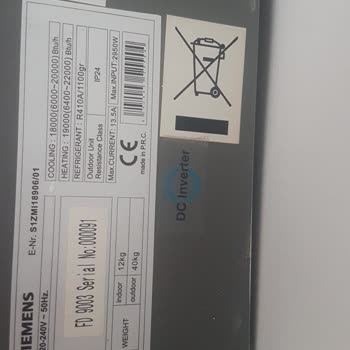 SIEMENS
20-240V ~ 50Hz.
E-Nr. S1ZMI18906/01
COOLING : 18000(6000~20000) Btu/h
HEATING : 19000(6400~22000) Btu/h
REFRIGERANT : R410A/1100gr
Outdoor Unit
Resistance Class
IP24
Max.CURRENT : 13.5A
Max.INPUT:2950W
FD 9003 Serial No:000091
WEIGHT
indoor : 12kg
outdoor : 40kg
CE
made in P.R.C.
DC Inverter